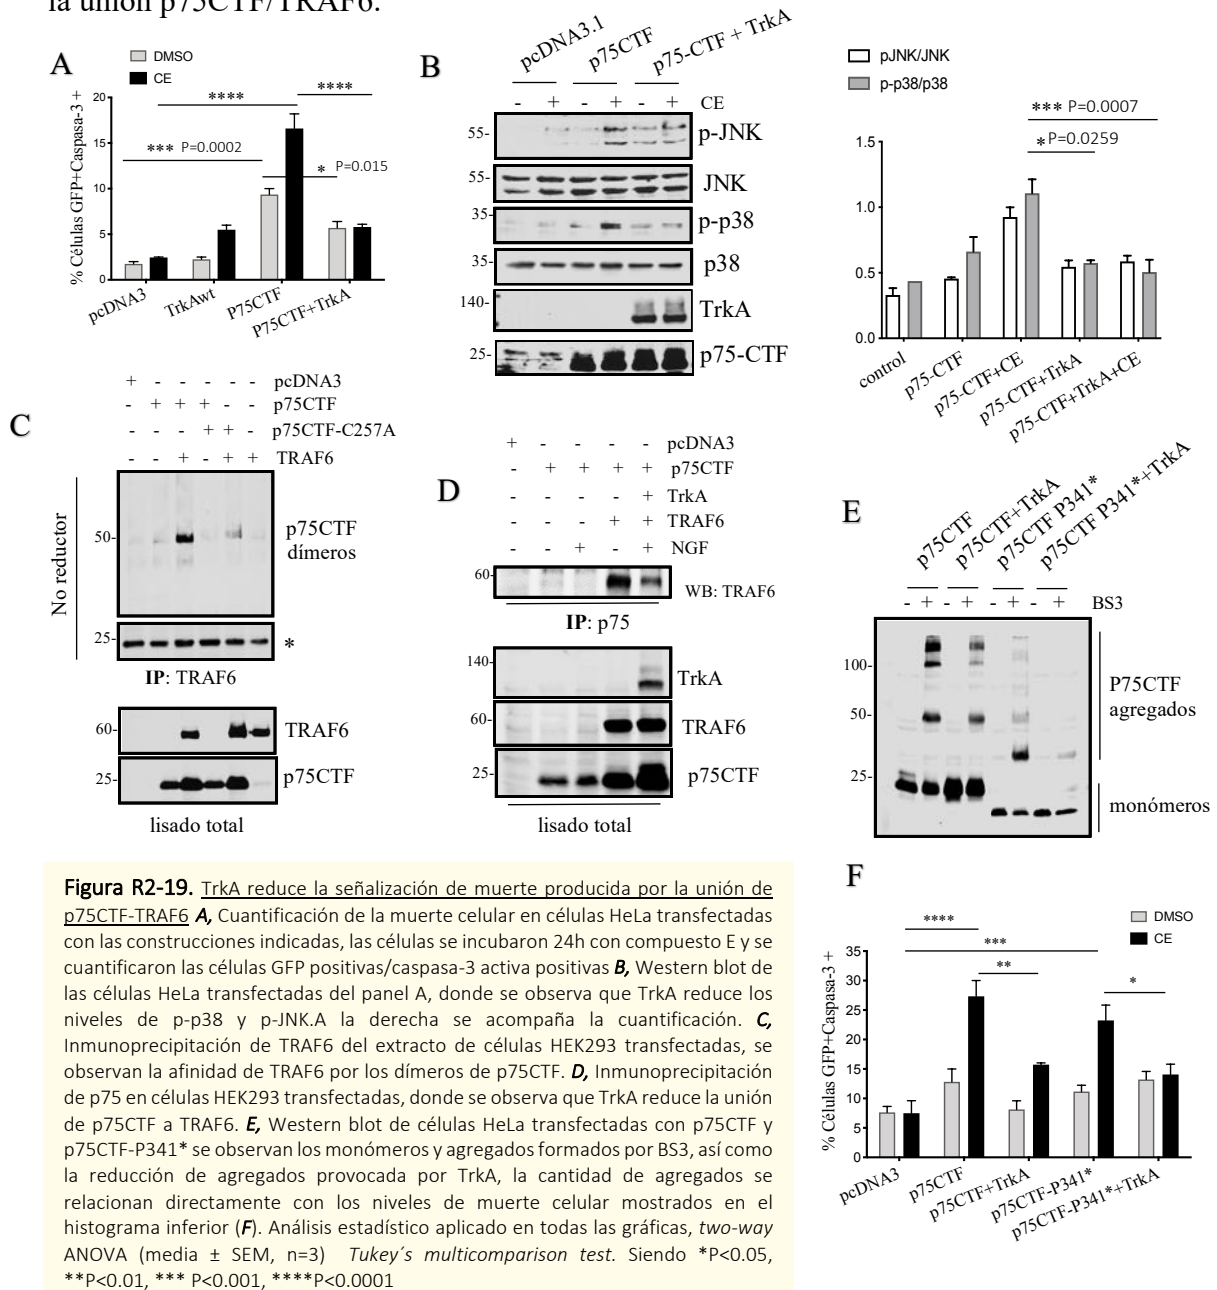 la unión p75CTF/TRAF6.
A
DMSO
CE
% Células GFP+Caspasa-3 +
20
15
10
5
0
****
****
*** P=0.0002
* P=0.015
pcDNA3
TrkAwt
P75CTF
P75CTF+TrkA
B
pcDNA3.1
p75CTF
p75-CTF + TrkA
- + - + - + CE
55- p-JNK
55- JNK
35- p-p38
35- p38
140- TrkA
25- p75-CTF
pJNK/JNK
p-p38/p38
*** P=0.0007
* P=0.0259
1.5
1.0
0.5
0.0
control
p75-CTF
p75-CTF+CE
p75-CTF+TrkA
p75-CTF+TrkA+CE
C
+ - - - - - pcDNA3
- + + + - - p75CTF
- - - + + - p75CTF-C257A
- - + - + + TRAF6
No reductor
50-
p75CTF
dímeros
25- *
IP: TRAF6
60- TRAF6
25- p75CTF
lisado total
D
+ - - - - pcDNA3
- + + + + p75CTF
- - - - + TrkA
- - - + + TRAF6
- - + - + NGF
60- WB: TRAF6
IP: p75
140- TrkA
60- TRAF6
25- p75CTF
lisado total
E
p75CTF
p75CTF+TrkA
p75CTF P341*
p75CTF P341*+TrkA
- + - + - + - + BS3
100-
50-
25-
P75CTF
agregados
monómeros
Figura R2-19. TrkA reduce la señalización de muerte producida por la unión de
p75CTF-TRAF6 A, Cuantificación de la muerte celular en células HeLa transfectadas
con las construcciones indicadas, las células se incubaron 24h con compuesto E y se
cuantificaron las células GFP positivas/caspasa-3 activa positivas B, Western blot de
las células HeLa transfectadas del panel A, donde se observa que TrkA reduce los
niveles de p-p38 y p-JNK.A la derecha se acompaña la cuantificación. C,
Inmunoprecipitación de TRAF6 del extracto de células HEK293 transfectadas, se
observan la afinidad de TRAF6 por los dímeros de p75CTF. D, Inmunoprecipitación
de p75 en células HEK293 transfectadas, donde se observa que TrkA reduce la unión
de p75CTF a TRAF6. E, Western blot de células HeLa transfectadas con p75CTF y
p75CTF-P341* se observan los monómeros y agregados formados por BS3, así como
la reducción de agregados provocada por TrkA, la cantidad de agregados se
relacionan directamente con los niveles de muerte celular mostrados en el
histograma inferior (F). Análisis estadístico aplicado en todas las gráficas, two-way
ANOVA (media ± SEM, n=3) Tukey´s multicomparison test. Siendo *P<0.05,
**P<0.01, *** P<0.001, ****P<0.0001
F
DMSO
CE
% Células GFP+Caspasa-3 +
35
30
25
20
15
10
5
0
****
***
**
*
pcDNA3
p75CTF
p75CTF+TrkA
p75CTF-P341*
p75CTF-P341*+TrkA